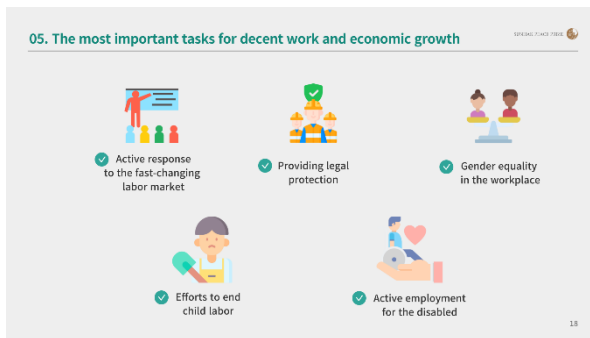 05. The most important tasks for decent work and economic growth
Active response
to the fast-changing
labor market
Providing legal
protection
Gender equality
in the workplace
Efforts to end
child labor
Active employment
for the disabled
18